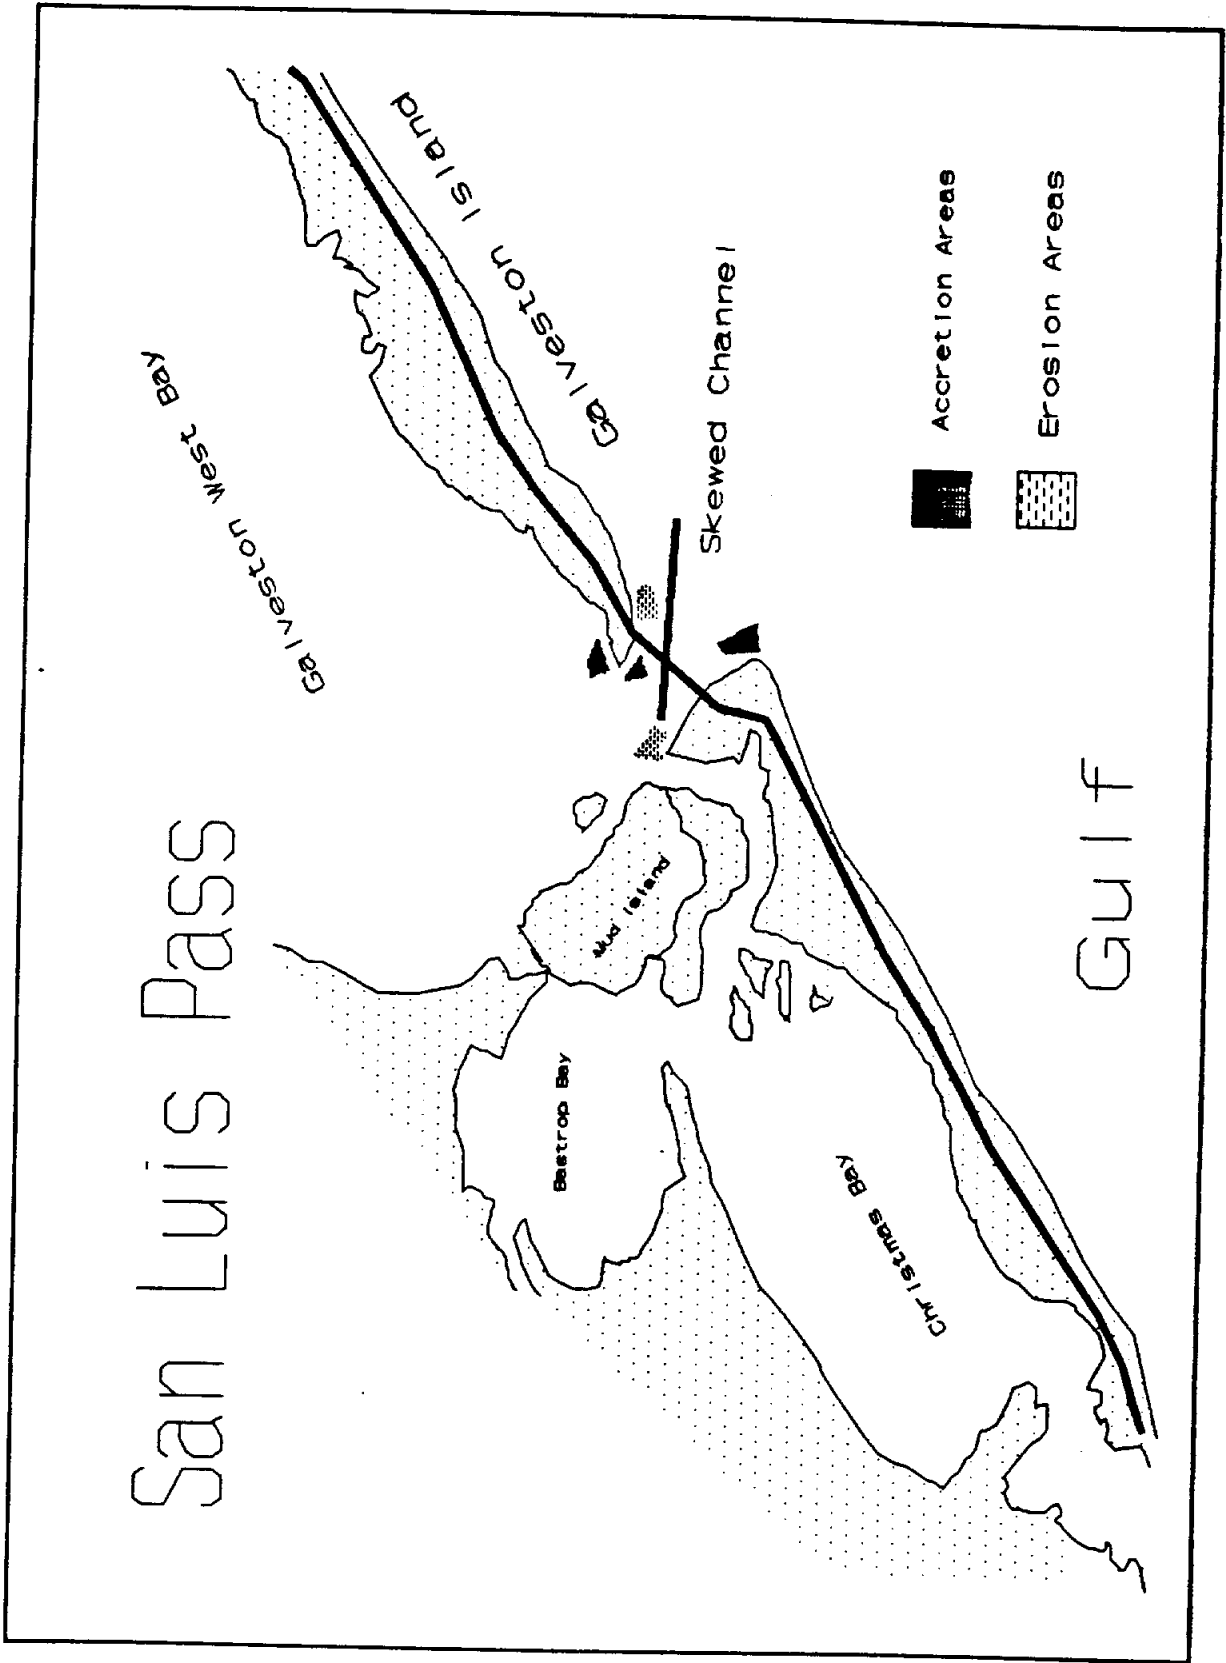 San Luis Pass
Galveston West Bay
Galveston Island
Skewed Channel
Mud Island
Bastrop Bay
Christmas Bay
Gulf
Accretion Areas
Erosion Areas